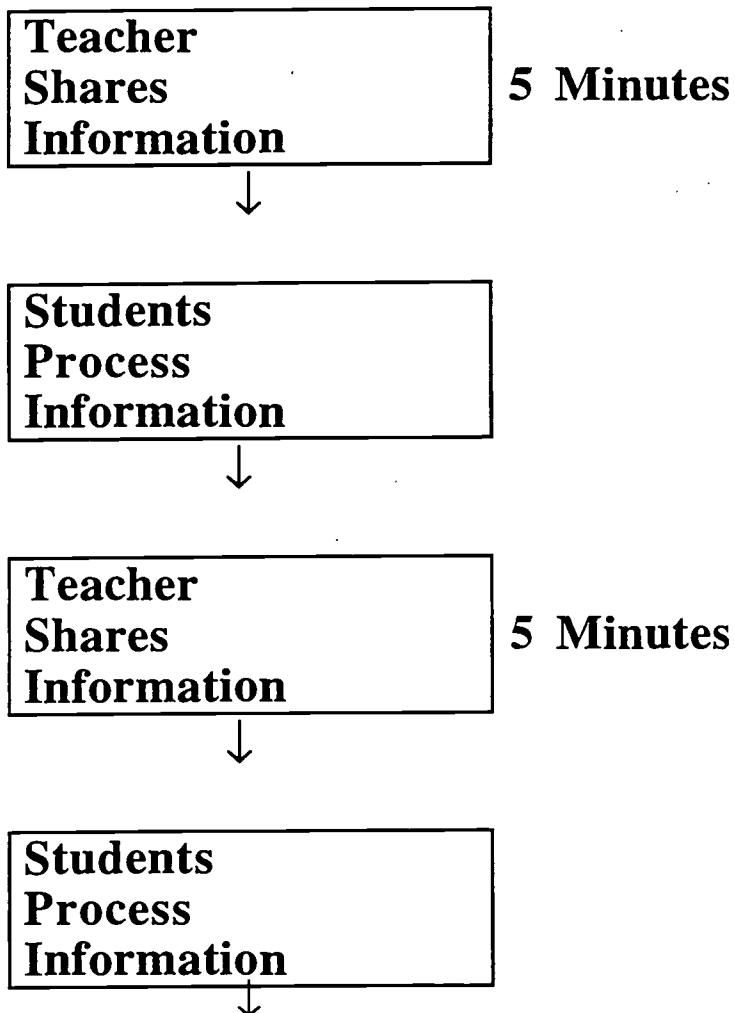 Teacher
Shares
Information
5 Minutes
Students
Process
Information
Teacher
Shares
Information
5 Minutes
Students
Process
Information